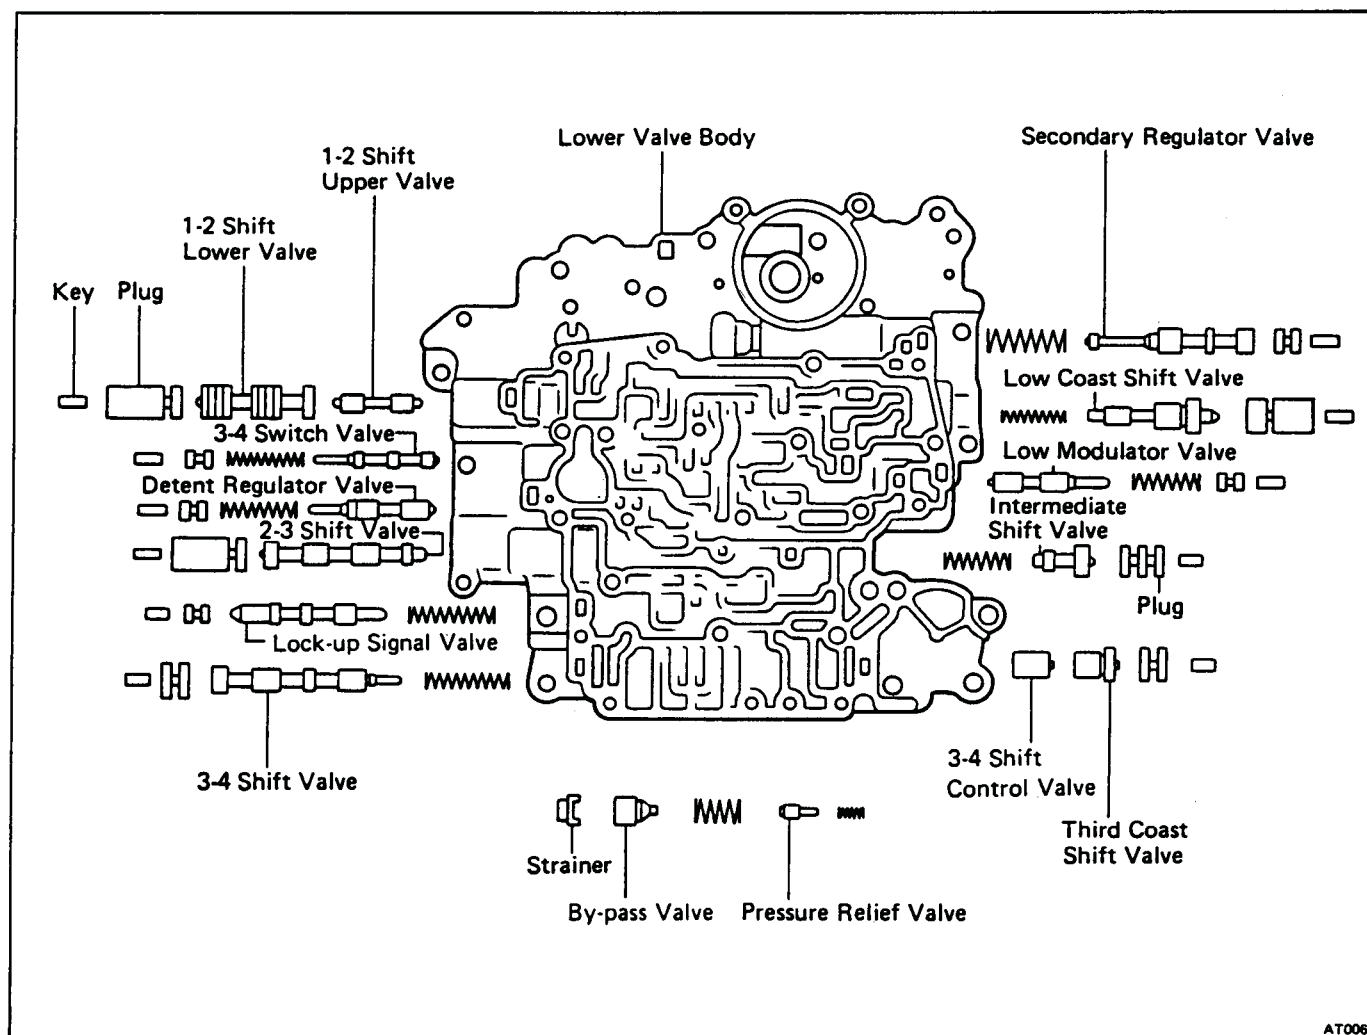 Lower Valve Body
Secondary Regulator Valve
1-2 Shift
Upper Valve
1-2 Shift
Lower Valve
Key
Plug
3-4 Switch Valve
Detent Regulator Valve
2-3 Shift Valve
Lock-up Signal Valve
3-4 Shift Valve
Low Coast Shift Valve
Low Modulator Valve
Intermediate
Shift Valve
Plug
3-4 Shift
Control Valve
Third Coast
Shift Valve
Strainer
By-pass Valve
Pressure Relief Valve